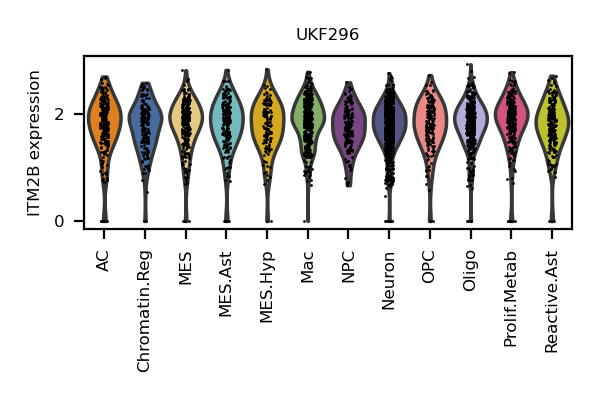 UKF296
ITM2B expression
2
0
AC
Chromatin.Reg
MES
MES.Ast
MES.Hyp
Mac
NPC
Neuron
OPC
Oligo
Prolif.Metab
Reactive.Ast